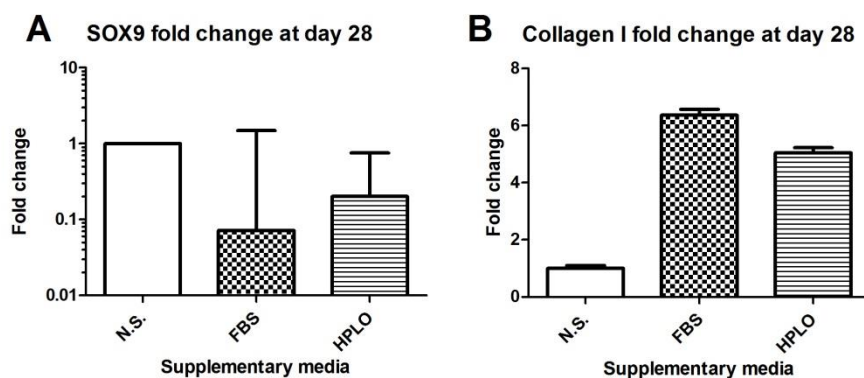 A
SOX9 fold change at day 28
Fold change
10
1
0.1
0.01
N.S.
FBS
HPLO
Supplementary media
B
Collagen I fold change at day 28
Fold change
8
6
4
2
0
N.S.
FBS
HPLO
Supplementary media